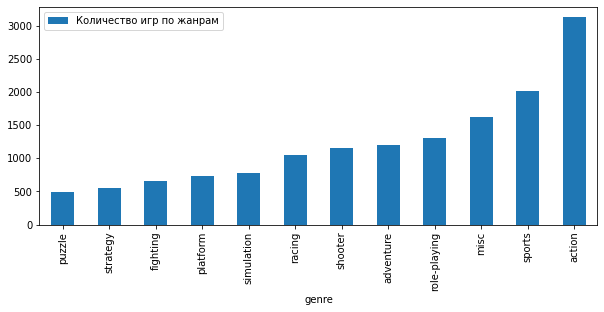 Количество игр по жанрам
3000
2500
2000
1500
1000
500
0
puzzle
strategy
fighting
platform
simulation
racing
shooter
adventure
role-playing
misc
sports
action
genre